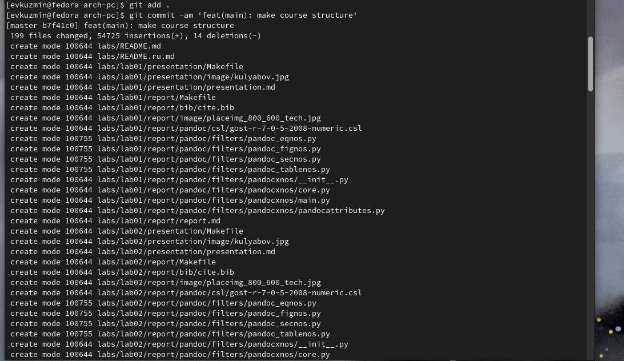 [evkuzmin@fedora arch-pc]$ git add .
[evkuzmin@fedora arch-pc]$ git commit -am 'feat(main): make course structure'
[master b7f41c0] feat(main): make course structure
199 files changed, 54725 insertions(+), 14 deletions(-)
create mode 100644 labs/README.md
create mode 100644 labs/README.ru.md
create mode 100644 labs/lab01/presentation/Makefile
create mode 100644 labs/lab01/presentation/image/kulyabov.jpg
create mode 100644 labs/lab01/presentation/presentation.md
create mode 100644 labs/lab01/report/Makefile
create mode 100644 labs/lab01/report/bib/cite.bib
create mode 100644 labs/lab01/report/image/placeimg_800_600_tech.jpg
create mode 100644 labs/lab01/report/pandoc/csl/gost-r-7-0-5-2008-numeric.csl
create mode 100755 labs/lab01/report/pandoc/filters/pandoc_eqnos.py
create mode 100755 labs/lab01/report/pandoc/filters/pandoc_fignos.py
create mode 100755 labs/lab01/report/pandoc/filters/pandoc_secnos.py
create mode 100755 labs/lab01/report/pandoc/filters/pandoc_tablenos.py
create mode 100644 labs/lab01/report/pandoc/filters/pandocxnos/__init__.py
create mode 100644 labs/lab01/report/pandoc/filters/pandocxnos/core.py
create mode 100644 labs/lab01/report/pandoc/filters/pandocxnos/main.py
create mode 100644 labs/lab01/report/pandoc/filters/pandocxnos/pandocattributes.py
create mode 100644 labs/lab01/report/report.md
create mode 100644 labs/lab02/presentation/Makefile
create mode 100644 labs/lab02/presentation/image/kulyabov.jpg
create mode 100644 labs/lab02/presentation/presentation.md
create mode 100644 labs/lab02/report/Makefile
create mode 100644 labs/lab02/report/bib/cite.bib
create mode 100644 labs/lab02/report/image/placeimg_800_600_tech.jpg
create mode 100644 labs/lab02/report/pandoc/csl/gost-r-7-0-5-2008-numeric.csl
create mode 100755 labs/lab02/report/pandoc/filters/pandoc_eqnos.py
create mode 100755 labs/lab02/report/pandoc/filters/pandoc_fignos.py
create mode 100755 labs/lab02/report/pandoc/filters/pandoc_secnos.py
create mode 100755 labs/lab02/report/pandoc/filters/pandoc_tablenos.py
create mode 100644 labs/lab02/report/pandoc/filters/pandocxnos/__init__.py
create mode 100644 labs/lab02/report/pandoc/filters/pandocxnos/core.py